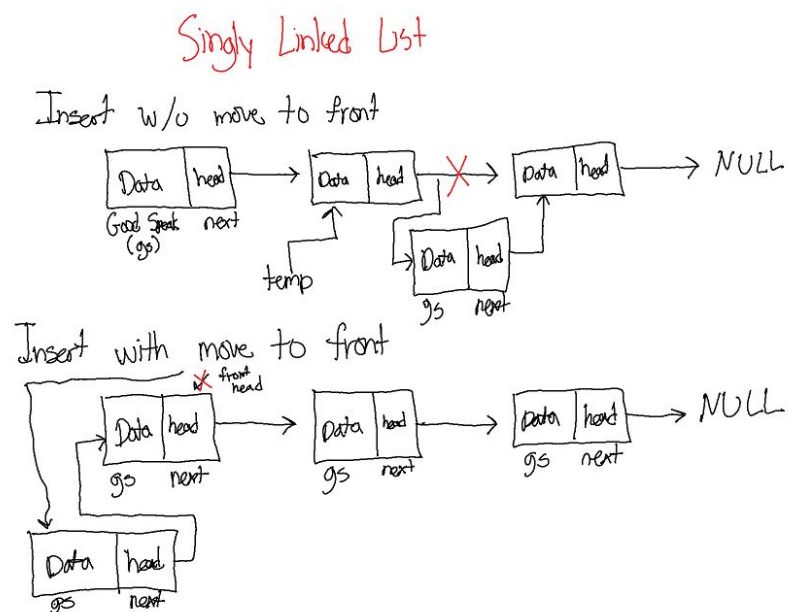 Singly Linked List
Insert w/o move to front
Data head Data head Data head NULL
Good Speak next
(gs)
temp
Data head
gs next
Insert with move to front
front
head
Data head Data head Data head NULL
gs next gs next gs next
Data head
gs next